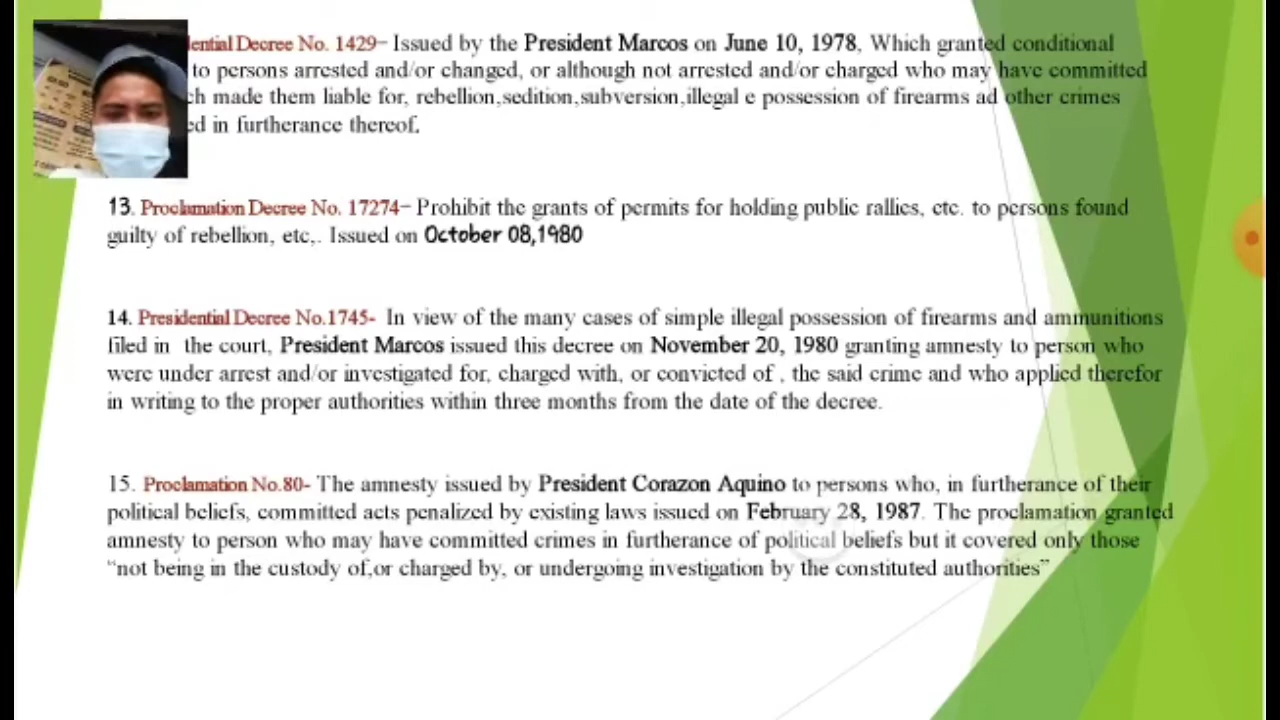 dential Decree No. 1429- Issued by the President Marcos on June 10, 1978, Which granted conditional
to persons arrested and/or changed, or although not arrested and/or charged who may have committed
ch made them liable for, rebellion,sedition,subversion,illegal e possession of firearms ad other crimes
ed in furtherance thereof.
13. Proclamation Decree No. 17274- Prohibit the grants of permits for holding public rallies, etc. to persons found
guilty of rebellion, etc,. Issued on October 08,1980
14. Presidential Decree No.1745- In view of the many cases of simple illegal possession of firearms and ammunitions
filed in the court, President Marcos issued this decree on November 20, 1980 granting amnesty to person who
were under arrest and/or investigated for, charged with, or convicted of , the said crime and who applied therefor
in writing to the proper authorities within three months from the date of the decree.
15. Proclamation No.80- The amnesty issued by President Corazon Aquino to persons who, in furtherance of their
political beliefs, committed acts penalized by existing laws issued on February 28, 1987. The proclamation granted
amnesty to person who may have committed crimes in furtherance of political beliefs but it covered only those
"not being in the custody of,or charged by, or undergoing investigation by the constituted authorities"